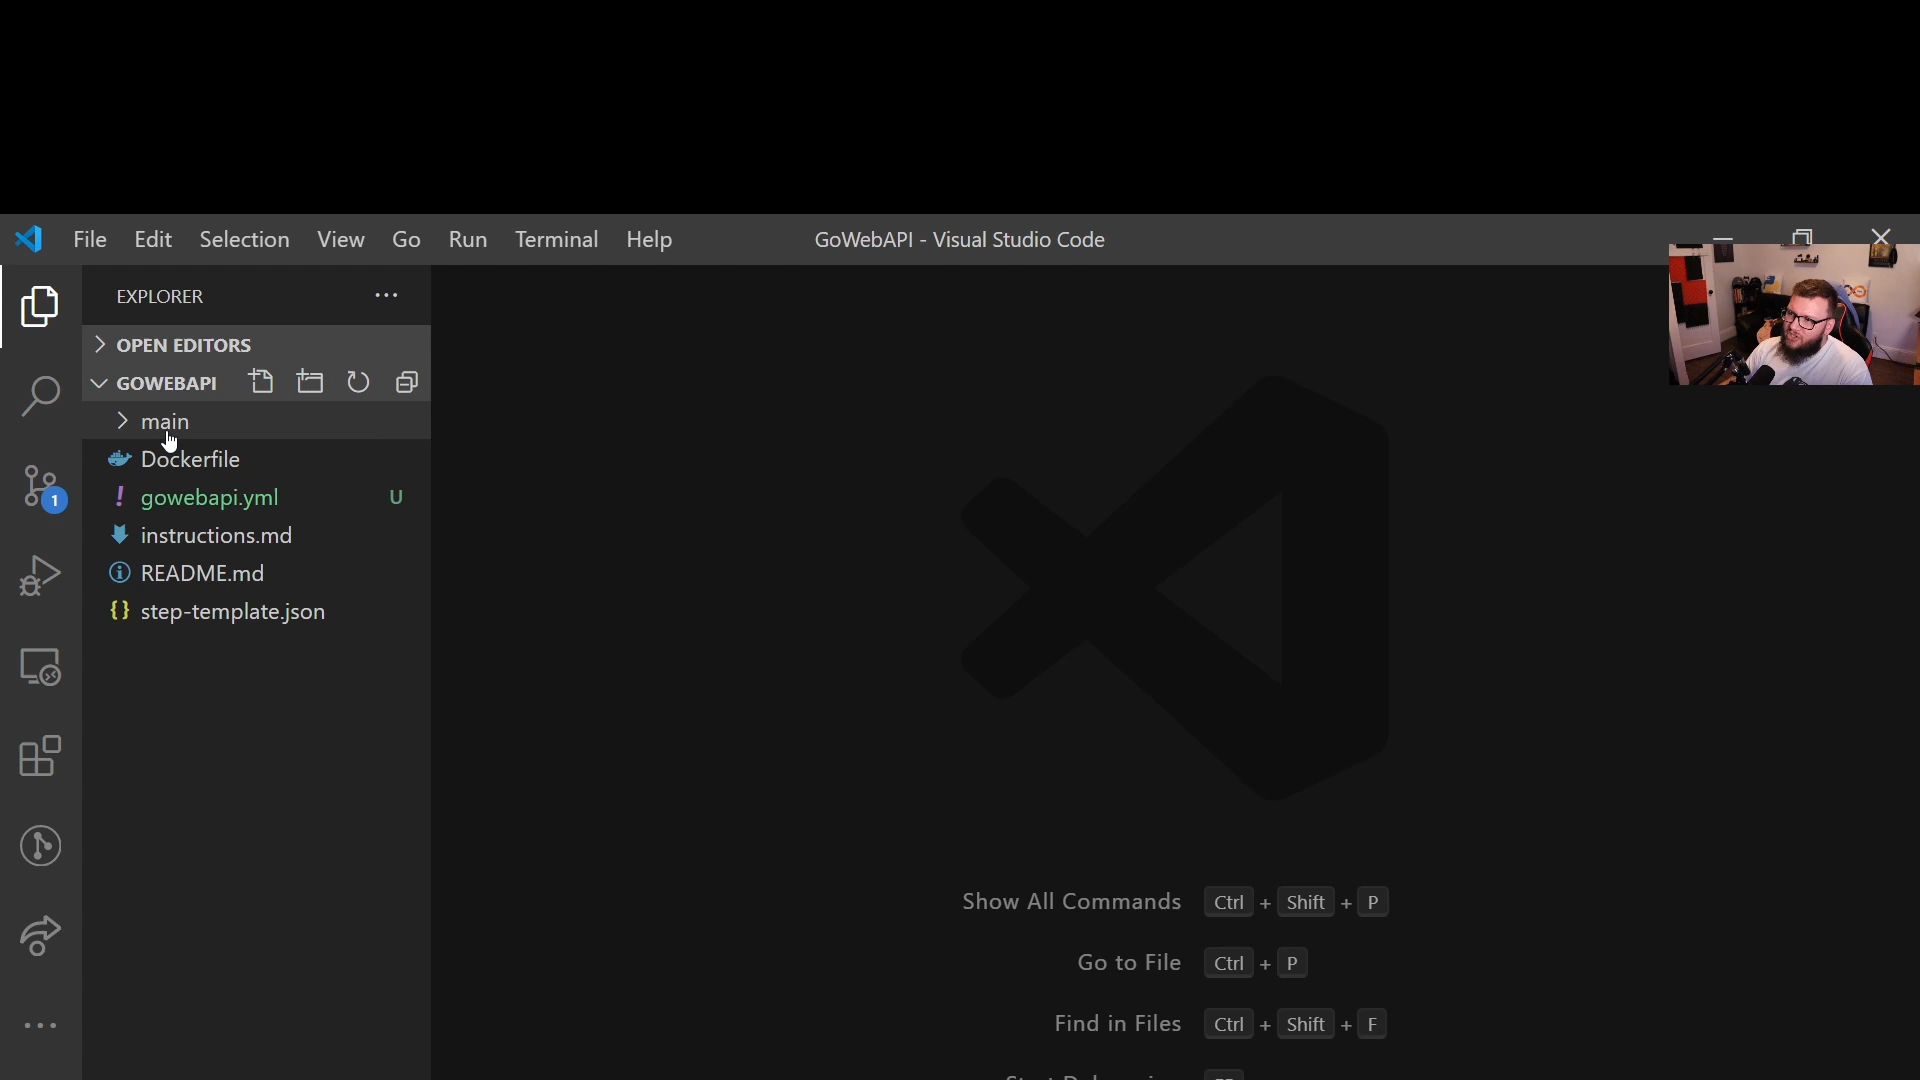 File Edit Selection View Go Run Terminal Help GoWebAPI - Visual Studio Code
EXPLORER
OPEN EDITORS
GOWEBAPI
main
Dockerfile
! gowebapi.yml U
instructions.md
README.md
{} step-template.json
1
Show All Commands Ctrl + Shift + P
Go to File Ctrl + P
Find in Files Ctrl + Shift + F